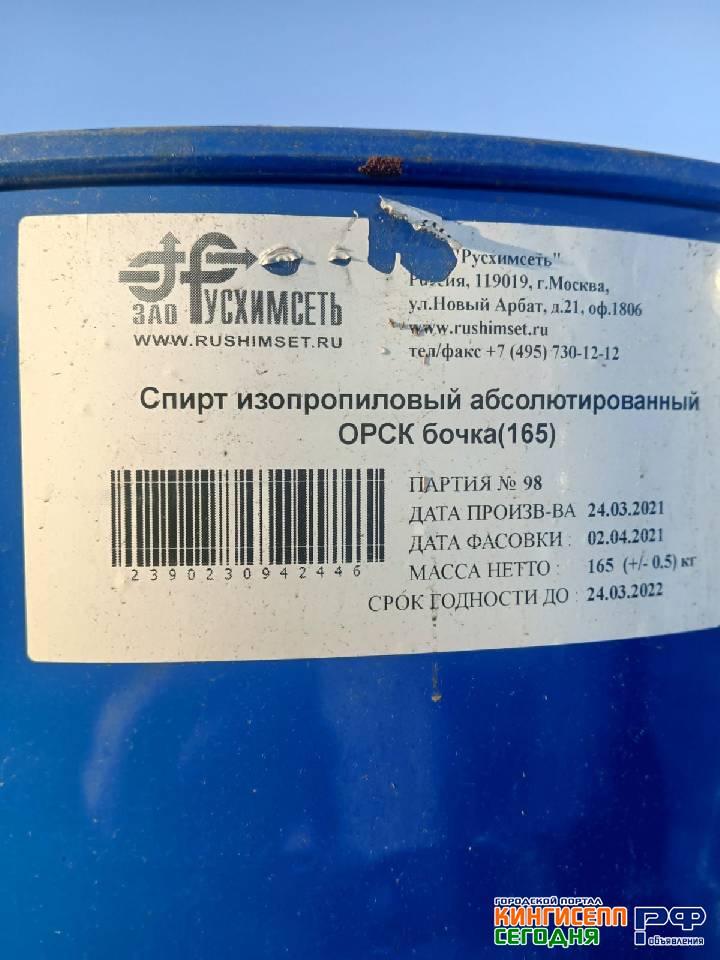 ЗАО РУСХИМСЕТЬ
WWW.RUSHIMSET.RU
"Русхимсеть"
119019, г.Москва,
ул.Новый Арбат, д.21, оф.1806
www.rushimset.ru
тел/факс +7 (495) 730-12-12
Спирт изопропиловый абсолютированный
ОРСК бочка(165)
2390230942446
ПАРТИЯ № 98
ДАТА ПРОИЗВ-ВА 24.03.2021
ДАТА ФАСОВКИ : 02.04.2021
МАССА НЕТТО : 165 (+/- 0.5) кг
СРОК ГОДНОСТИ ДО : 24.03.2022
ГОРОДСКОЙ ПОРТАЛ
КИНГИСЕПП
СЕГОДНЯ
.РФ
объявления